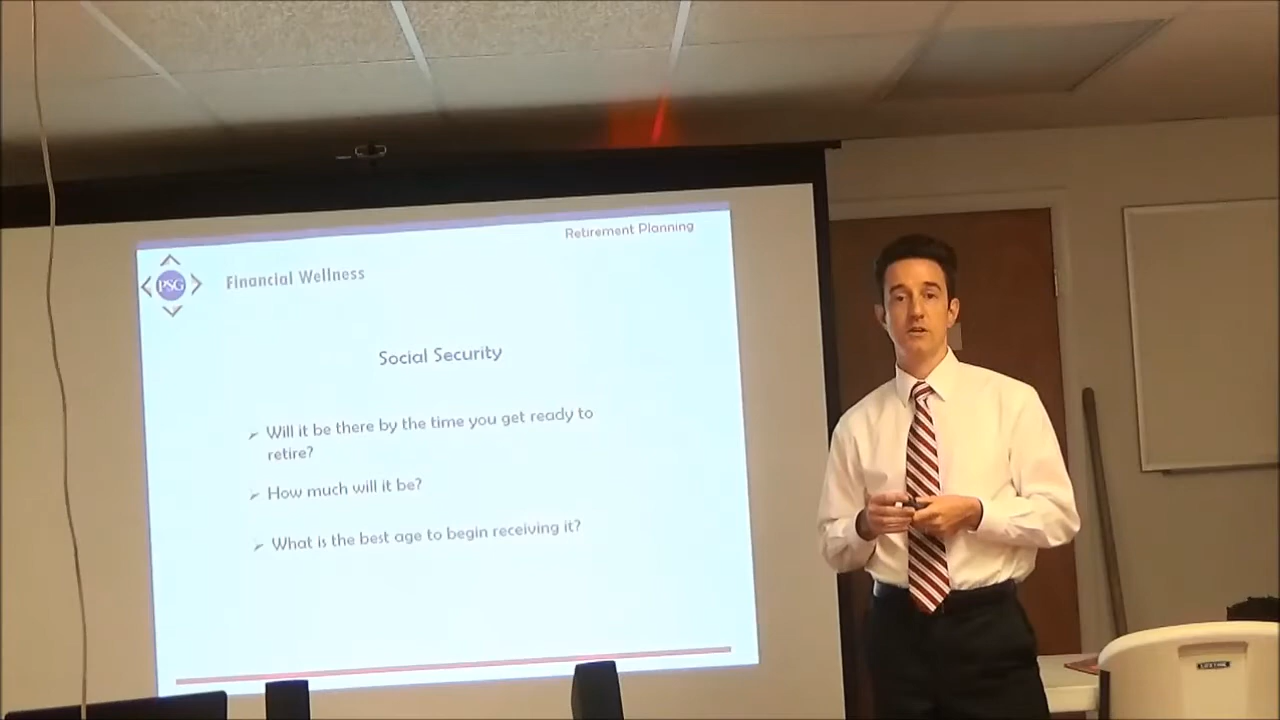 Retirement Planning
PSG
Financial Wellness
Social Security
➢ Will it be there by the time you get ready to
retire?
➢ How much will it be?
➢ What is the best age to begin receiving it?
LIFETIME